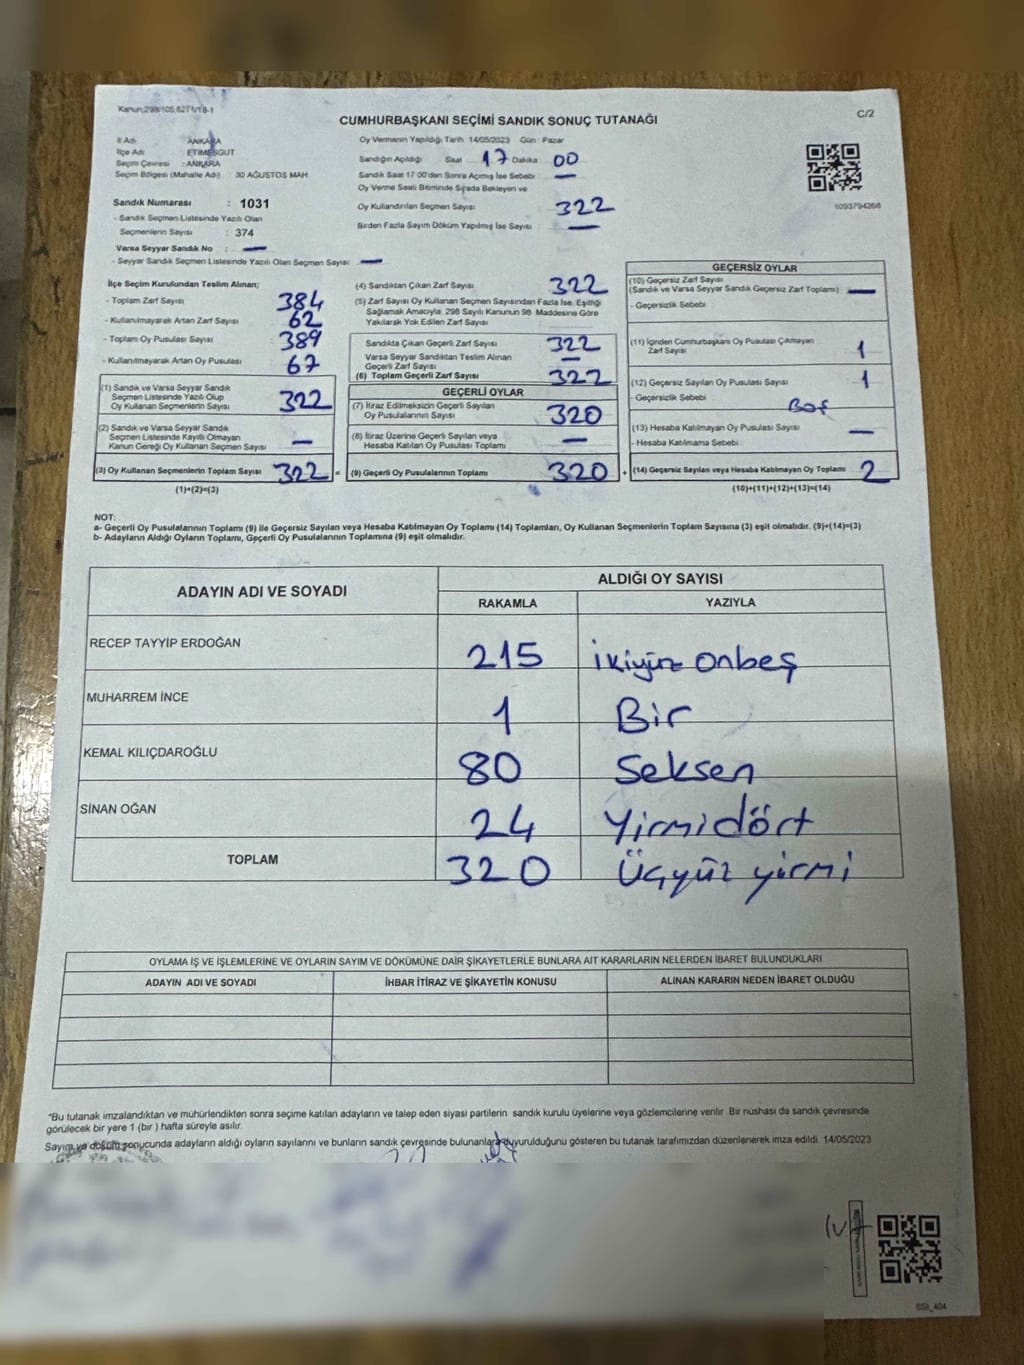 Kanun:298/105,6271/18-1
C/2
CUMHURBAŞKANI SEÇİMİ SANDIK SONUÇ TUTANAĞI
İl Adı ANKARA
İlçe Adı ETİMESGUT
Seçim Çevresi : ANKARA
Seçim Bölgesi (Mahalle Adı) 30 AĞUSTOS MAH
Sandık Numarası : 1031
- Sandık Seçmen Listesinde Yazılı Olan
Seçmenlerin Sayısı : 374
Varsa Seyyar Sandık No : —
- Seyyar Sandık Seçmen Listesinde Yazılı Olan Seçmen Sayısı —
Oy Vermenin Yapıldığı Tarih 14/05/2023 Gün : Pazar
Sandığın Açıldığı Saat 17 Dakika 00
Sandık Saat 17:00'den Sonra Açılmış İse Sebebi —
Oy Verme Saati Bitiminde Sırada Bekleyen ve
Oy Kullandırılan Seçmen Sayısı 322
Birden Fazla Sayım Döküm Yapılmış İse Sayısı —
1093794266
İlçe Seçim Kurulundan Teslim Alınan;
- Toplam Zarf Sayısı 384
- Kullanılmayarak Artan Zarf Sayısı 62
- Toplam Oy Pusulası Sayısı 389
- Kullanılmayarak Artan Oy Pusulası 67
(1) Sandık ve Varsa Seyyar Sandık
Seçmen Listesinde Yazılı Olup
Oy Kullanan Seçmenlerin Sayısı 322
(2) Sandık ve Varsa Seyyar Sandık
Seçmen Listesinde Kayıtlı Olmayan
Kanun Gereği Oy Kullanan Seçmen Sayısı —
(3) Oy Kullanan Seçmenlerin Toplam Sayısı 322 =
(1)+(2)=(3)
(4) Sandıktan Çıkan Zarf Sayısı 322
(5) Zarf Sayısı Oy Kullanan Seçmen Sayısından Fazla İse, Eşitliği
Sağlamak Amacıyla, 298 Sayılı Kanunun 98. Maddesine Göre
Yakılarak Yok Edilen Zarf Sayısı
Sandıkta Çıkan Geçerli Zarf Sayısı 322
Varsa Seyyar Sandıktan Teslim Alınan
Geçerli Zarf Sayısı —
(6) Toplam Geçerli Zarf Sayısı 322
GEÇERLİ OYLAR
(7) İtiraz Edilmeksizin Geçerli Sayılan
Oy Pusulalarının Sayısı 320
(8) İtiraz Üzerine Geçerli Sayılan veya
Hesaba Katılan Oy Pusulası Toplamı —
(9) Geçerli Oy Pusulalarının Toplamı 320 +
GEÇERSİZ OYLAR
(10) Geçersiz Zarf Sayısı
(Sandık ve Varsa Seyyar Sandık Geçersiz Zarf Toplamı) —
- Geçersizlik Sebebi
(11) İçinden Cumhurbaşkanı Oy Pusulası Çıkmayan
Zarf Sayısı 1
(12) Geçersiz Sayılan Oy Pusulası Sayısı 1
- Geçersizlik Sebebi Boş
(13) Hesaba Katılmayan Oy Pusulası Sayısı —
- Hesaba Katılmama Sebebi
(14) Geçersiz Sayılan veya Hesaba Katılmayan Oy Toplamı 2
(10)+(11)+(12)+(13)=(14)
NOT:
a- Geçerli Oy Pusulalarının Toplamı (9) ile Geçersiz Sayılan veya Hesaba Katılmayan Oy Toplamı (14) Toplamları, Oy Kullanan Seçmenlerin Toplam Sayısına (3) eşit olmalıdır. (9)+(14)=(3)
b- Adayların Aldığı Oyların Toplamı, Geçerli Oy Pusulalarının Toplamına (9) eşit olmalıdır.
ADAYIN ADI VE SOYADI ALDIĞI OY SAYISI
RAKAMLA YAZIYLA
RECEP TAYYİP ERDOĞAN 215 ikiyüz onbeş
MUHARREM İNCE 1 Bir
KEMAL KILIÇDAROĞLU 80 Seksen
SİNAN OĞAN 24 Yirmidört
TOPLAM 320 Üçyüz yirmi
OYLAMA İŞ VE İŞLEMLERİNE VE OYLARIN SAYIM VE DÖKÜMÜNE DAİR ŞİKAYETLERLE BUNLARA AİT KARARLARIN NELERDEN İBARET BULUNDUKLARI
ADAYIN ADI VE SOYADI İHBAR İTİRAZ VE ŞİKAYETİN KONUSU ALINAN KARARIN NEDEN İBARET OLDUĞU
*Bu tutanak imzalandıktan ve mühürlendikten sonra seçime katılan adayların ve talep eden siyasi partilerin sandık kurulu üyelerine veya gözlemcilerine verilir. Bir nüshası da sandık çevresinde
görülecek bir yere 1 (bir) hafta süreyle asılır.
Sayım ve döküm sonucunda adayların aldığı oyların sayılarını ve bunların sandık çevresinde bulunanlara duyurulduğunu gösteren bu tutanak tarafımızdan düzenlenerek imza edildi. 14/05/2023
SSI_404